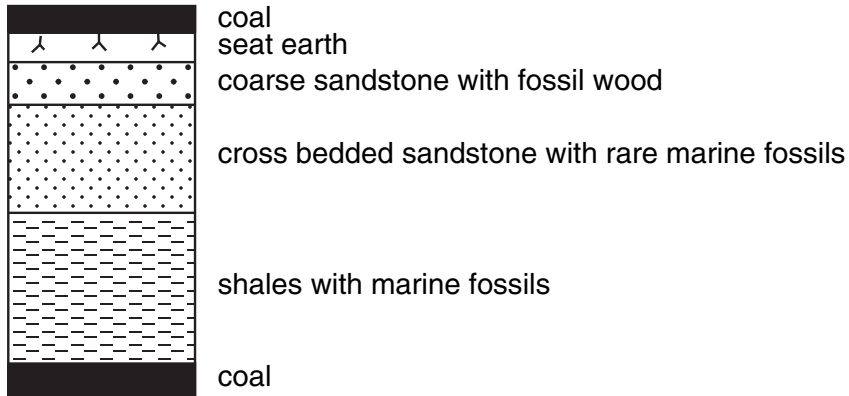 coal
seat earth
coarse sandstone with fossil wood
cross bedded sandstone with rare marine fossils
shales with marine fossils
coal